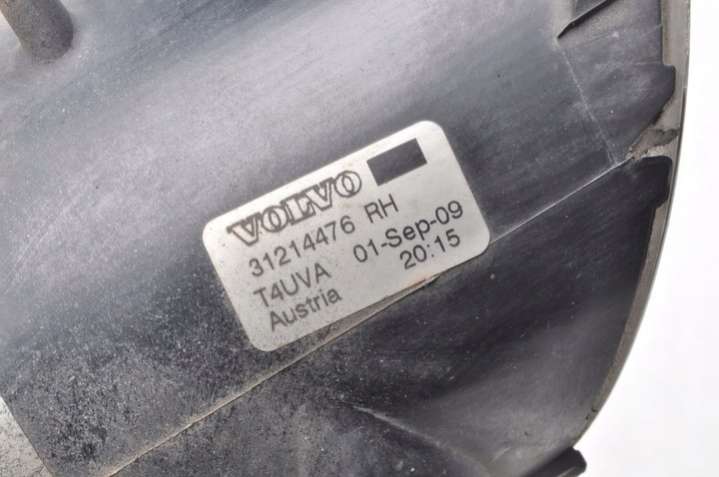 VOLVO
31214476 RH
T4UVA 01-Sep-09
Austria 20:15